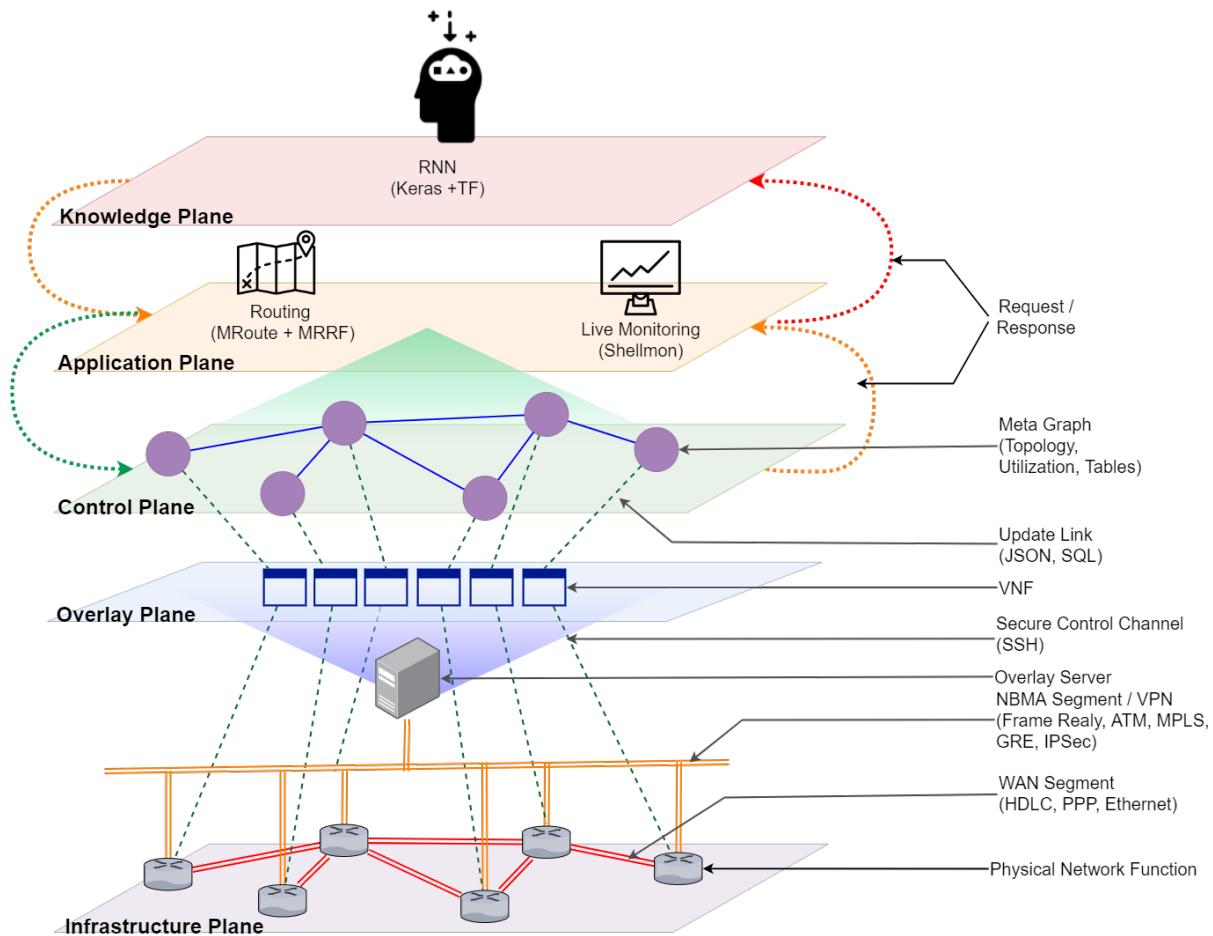 RNN
(Keras +TF)
Knowledge Plane
Routing
(MRoute + MRRF)
Live Monitoring
(Shellmon)
Application Plane
Request /
Response
Meta Graph
(Topology,
Utilization, Tables)
Control Plane
Update Link
(JSON, SQL)
VNF
Overlay Plane
Secure Control Channel
(SSH)
Overlay Server
NBMA Segment / VPN
(Frame Realy, ATM, MPLS,
GRE, IPSec)
WAN Segment
(HDLC, PPP, Ethernet)
Physical Network Function
Infrastructure Plane